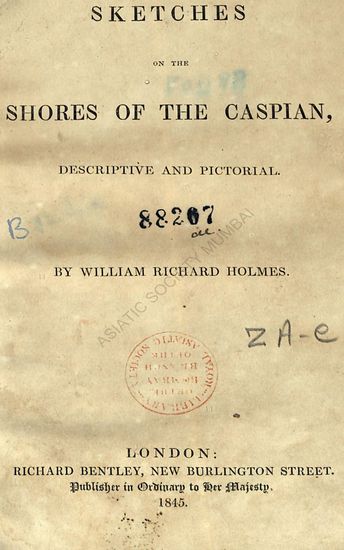 SKETCHES
ON THE
SHORES OF THE CASPIAN,
DESCRIPTIVE AND PICTORIAL.
88267
BY WILLIAM RICHARD HOLMES.
ASIATIC SOCIETY MUMBAI
ZA-c
LONDON:
RICHARD BENTLEY, NEW BURLINGTON STREET.
Publisher in Ordinary to Her Majesty.
1845.